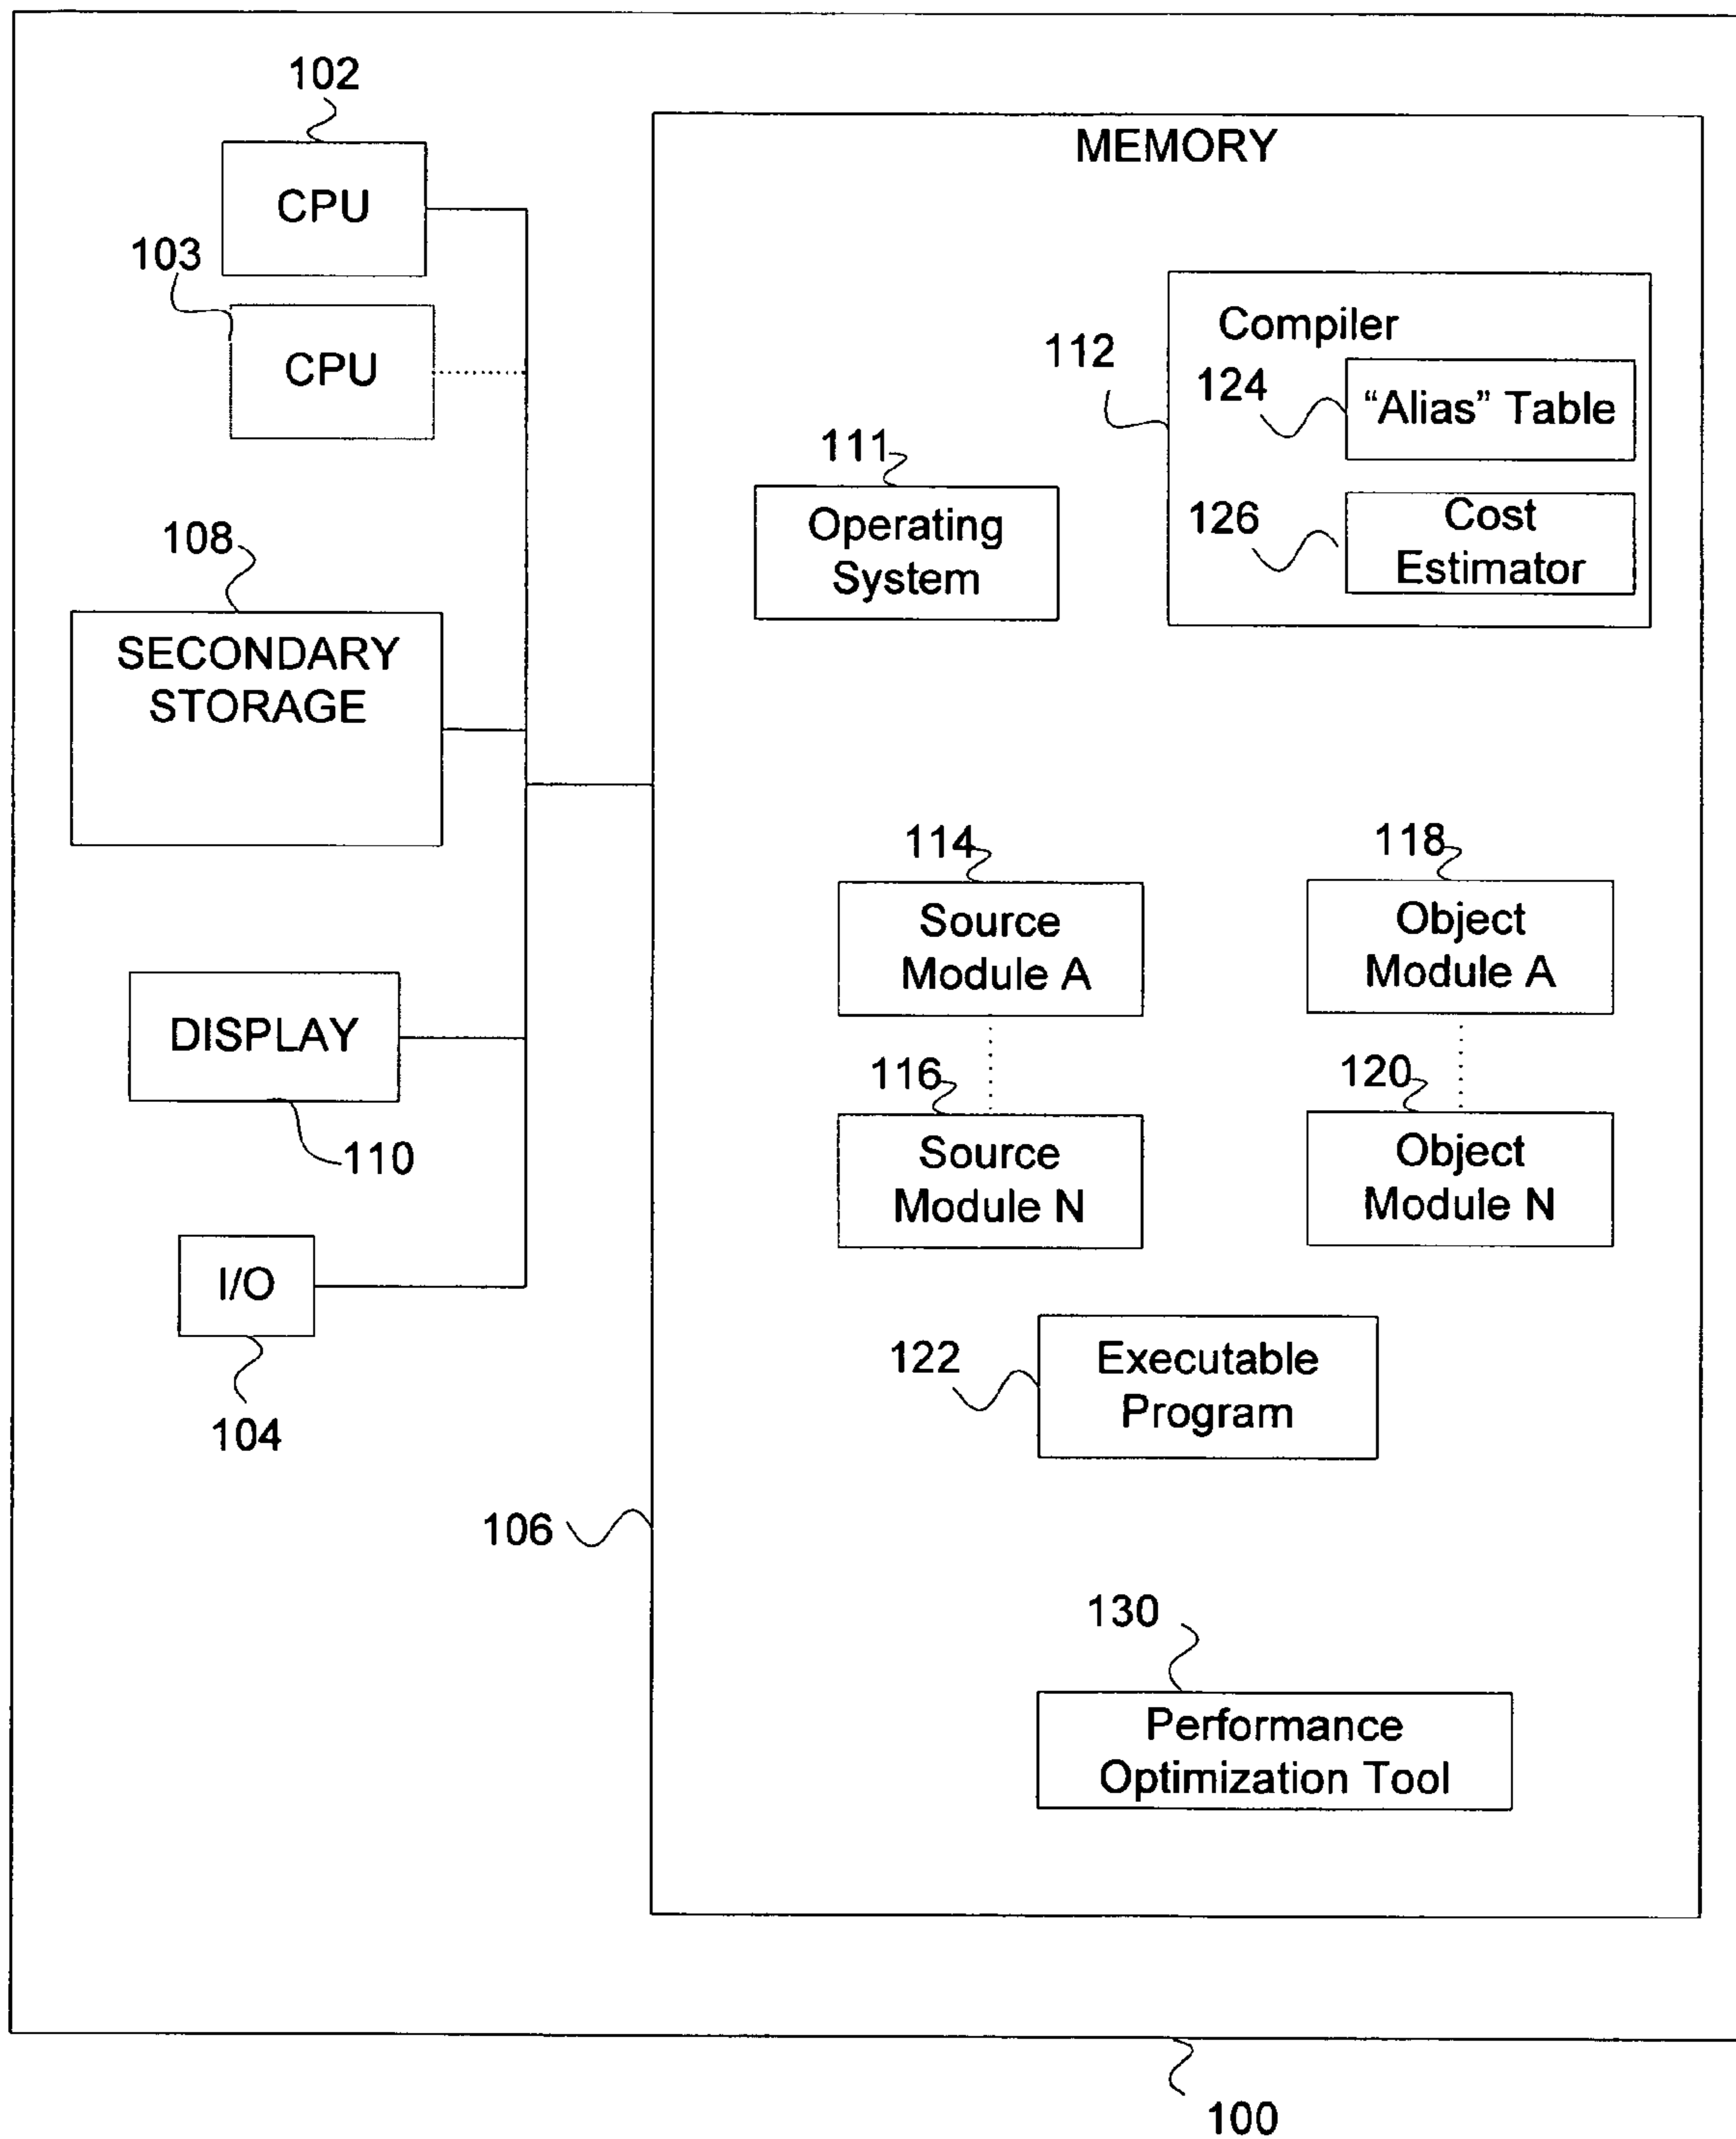 102
CPU
103
CPU
108
SECONDARY
STORAGE
DISPLAY
110
I/O
104
MEMORY
112
Compiler
124
“Alias” Table
126
Cost
Estimator
111
Operating
System
114
Source
Module A
118
Object
Module A
116
Source
Module N
120
Object
Module N
122
Executable
Program
106
130
Performance
Optimization Tool
100